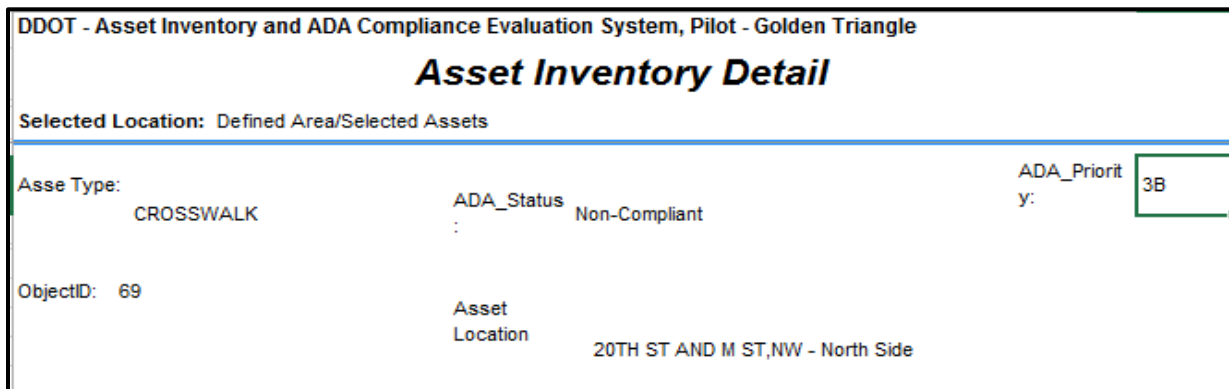 DDOT - Asset Inventory and ADA Compliance Evaluation System, Pilot - Golden Triangle
Asset Inventory Detail
Selected Location: Defined Area/Selected Assets
Asse Type:
CROSSWALK
ADA_Status
:
Non-Compliant
ADA_Priorit
y:
3B
ObjectID: 69
Asset
Location
20TH ST AND M ST,NW - North Side